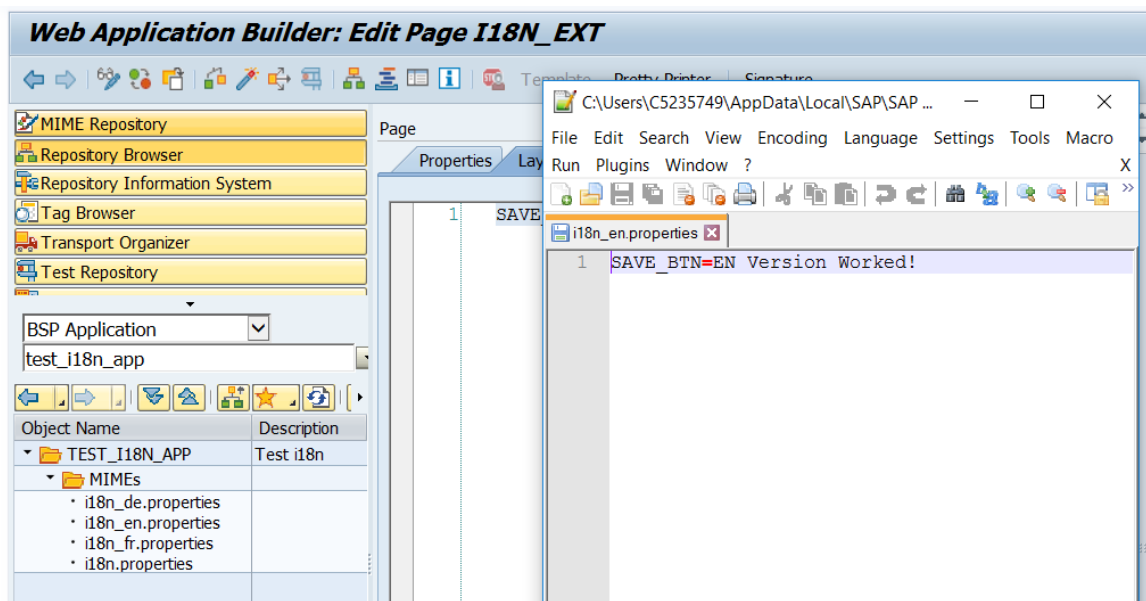 Web Application Builder: Edit Page I18N_EXT
Template Pretty Printer Signature
MIME Repository
Repository Browser
Repository Information System
Tag Browser
Transport Organizer
Test Repository
BSP Application
test_i18n_app
Object Name Description
TEST_I18N_APP Test i18n
MIMEs
i18n_de.properties
i18n_en.properties
i18n_fr.properties
i18n.properties
Page
Properties Lay
1 SAVE_
C:\Users\C5235749\AppData\Local\SAP\SAP ...
File Edit Search View Encoding Language Settings Tools Macro
Run Plugins Window ? X
i18n_en.properties
1 SAVE_BTN=EN Version Worked!